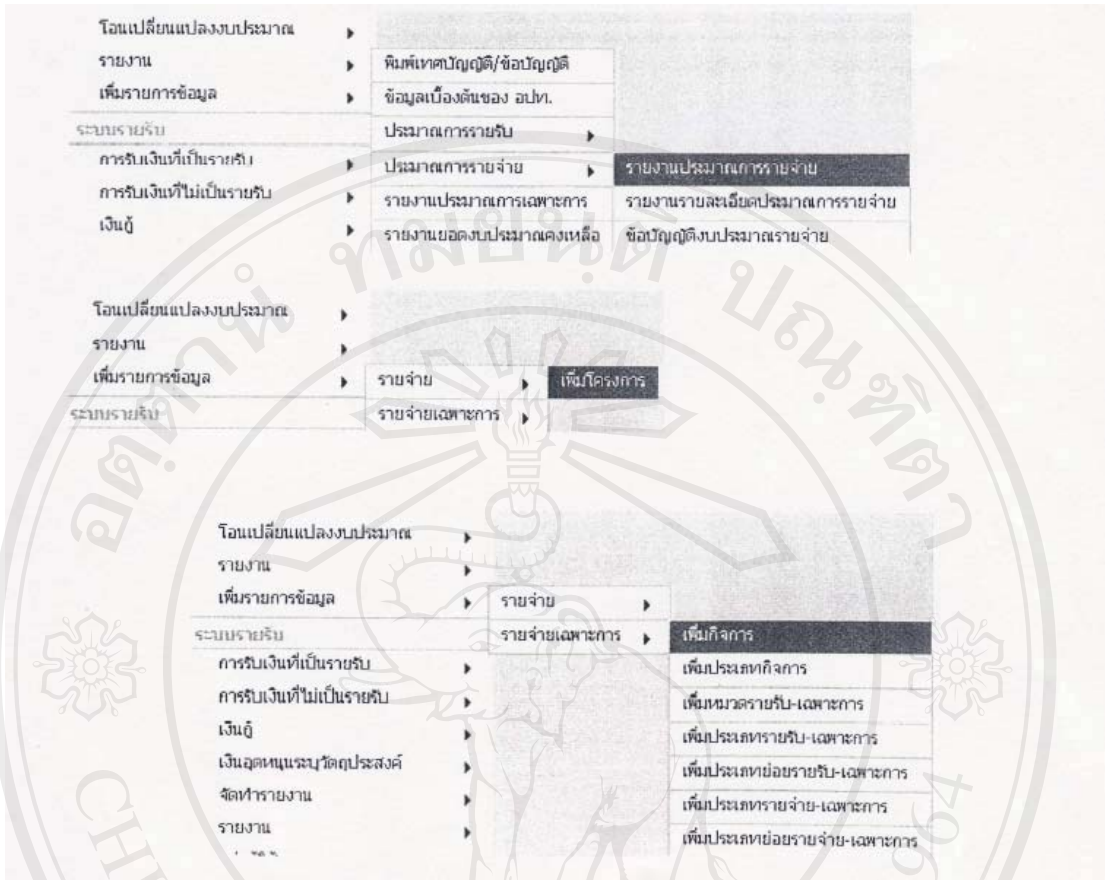 โอนเปลี่ยนแปลงงบประมาณ
รายงาน
พิมพ์เทศบัญญัติ/ข้อบัญญัติ
เพิ่มรายการข้อมูล
ข้อมูลเบื้องต้นของ อปท.
ระบบรายรับ
ประมาณการรายรับ
การรับเงินที่เป็นรายรับ
ประมาณการรายจ่าย
รายงานประมาณการรายจ่าย
การรับเงินที่ไม่เป็นรายรับ
รายงานประมาณการเฉพาะการ
รายงานรายละเอียดประมาณการรายจ่าย
เงินกู้
รายงานยอดงบประมาณคงเหลือ
ข้อบัญญัติงบประมาณรายจ่าย
โอนเปลี่ยนแปลงงบประมาณ
รายงาน
เพิ่มรายการข้อมูล
รายจ่าย
เพิ่มโครงการ
ระบบรายรับ
รายจ่ายเฉพาะการ
โอนเปลี่ยนแปลงงบประมาณ
รายงาน
เพิ่มรายการข้อมูล
รายจ่าย
ระบบรายรับ
รายจ่ายเฉพาะการ
เพิ่มกิจการ
การรับเงินที่เป็นรายรับ
เพิ่มประเภทกิจการ
การรับเงินที่ไม่เป็นรายรับ
เพิ่มหมวดรายรับ-เฉพาะการ
เงินกู้
เพิ่มประเภทรายรับ-เฉพาะการ
เงินอุดหนุนระบุวัตถุประสงค์
เพิ่มประเภทย่อยรายรับ-เฉพาะการ
จัดทำรายงาน
เพิ่มประเภทรายจ่าย-เฉพาะการ
รายงาน
เพิ่มประเภทย่อยรายจ่าย-เฉพาะการ
อตฺตานํ ทมยนฺติ ปณฺฑิตา
CH
964